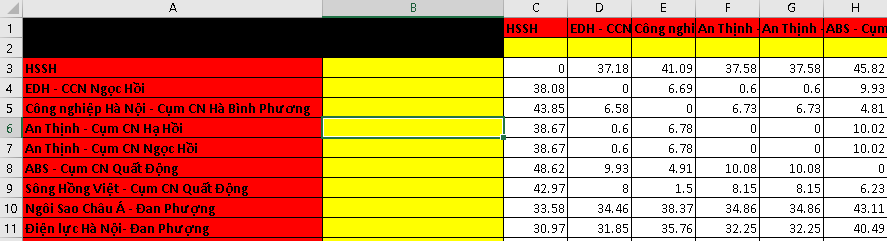 A B C D E F G H
1 HSSH EDH - CCN Công nghi An Thịnh An Thịnh - ABS - Cụm
2
3 HSSH 0 37.18 41.09 37.58 37.58 45.82
4 EDH - CCN Ngọc Hồi 38.08 0 6.69 0.6 0.6 9.93
5 Công nghiệp Hà Nội - Cụm CN Hà Bình Phương 43.85 6.58 0 6.73 6.73 4.81
6 An Thịnh - Cụm CN Hạ Hồi 38.67 0.6 6.78 0 0 10.02
7 An Thịnh - Cụm CN Ngọc Hồi 38.67 0.6 6.78 0 0 10.02
8 ABS - Cụm CN Quất Động 48.62 9.93 4.91 10.08 10.08 0
9 Sông Hồng Việt - Cụm CN Quất Động 42.97 8 1.5 8.15 8.15 6.23
10 Ngôi Sao Châu Á - Đan Phượng 33.58 34.46 38.37 34.86 34.86 43.11
11 Điện lực Hà Nội- Đan Phượng 30.97 31.85 35.76 32.25 32.25 40.49